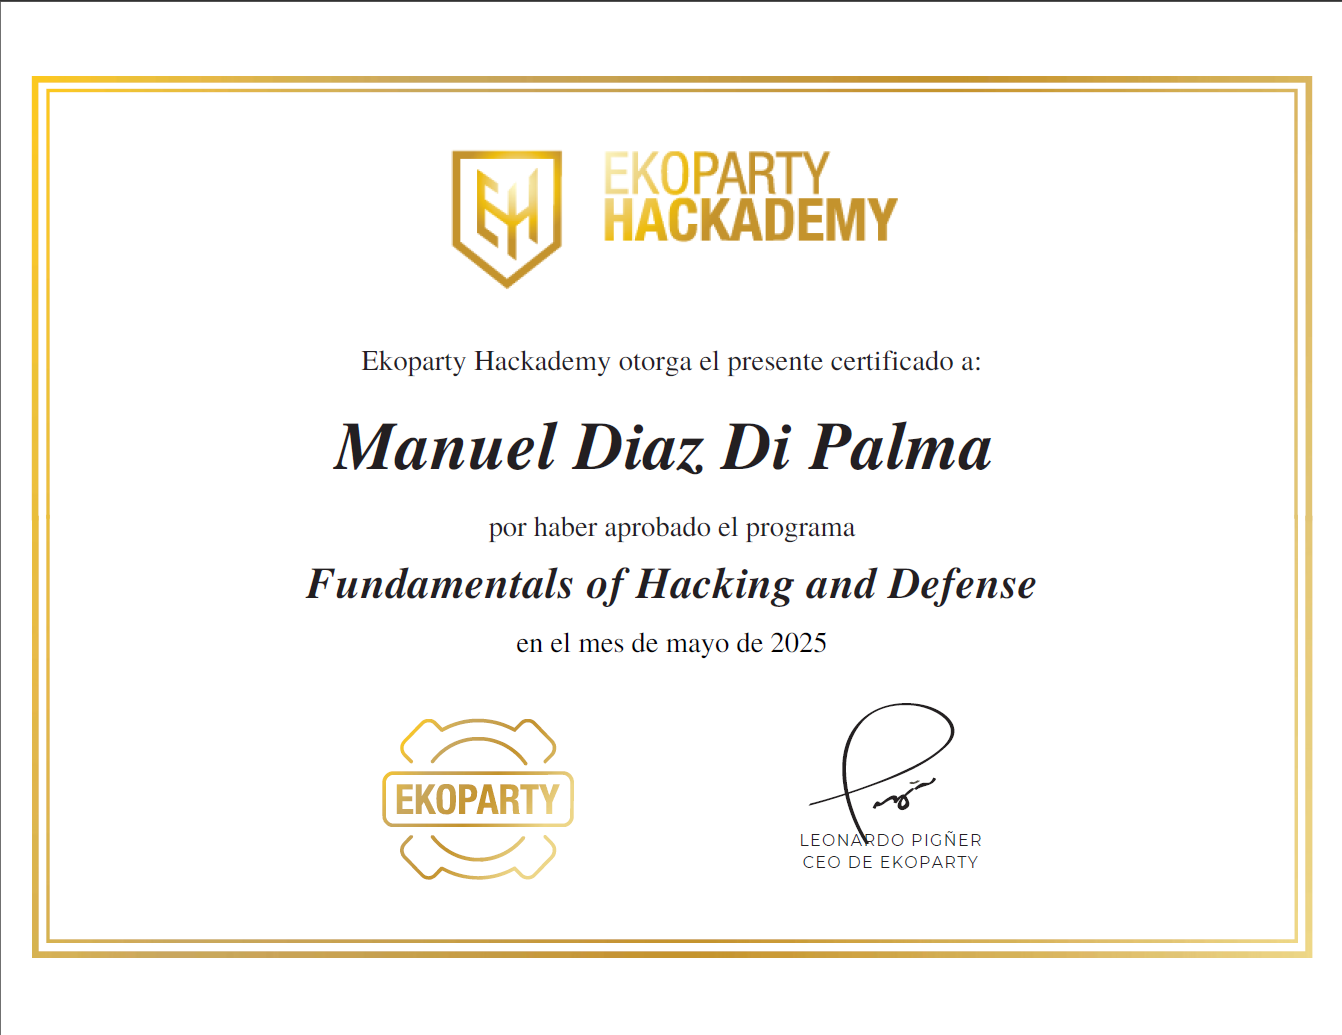 EKOPARTY
HACKADEMY
Ekoparty Hackademy otorga el presente certificado a:
Manuel Diaz Di Palma
por haber aprobado el programa
Fundamentals of Hacking and Defense
en el mes de mayo de 2025
EKOPARTY
LEONARDO PIGÑER
CEO DE EKOPARTY